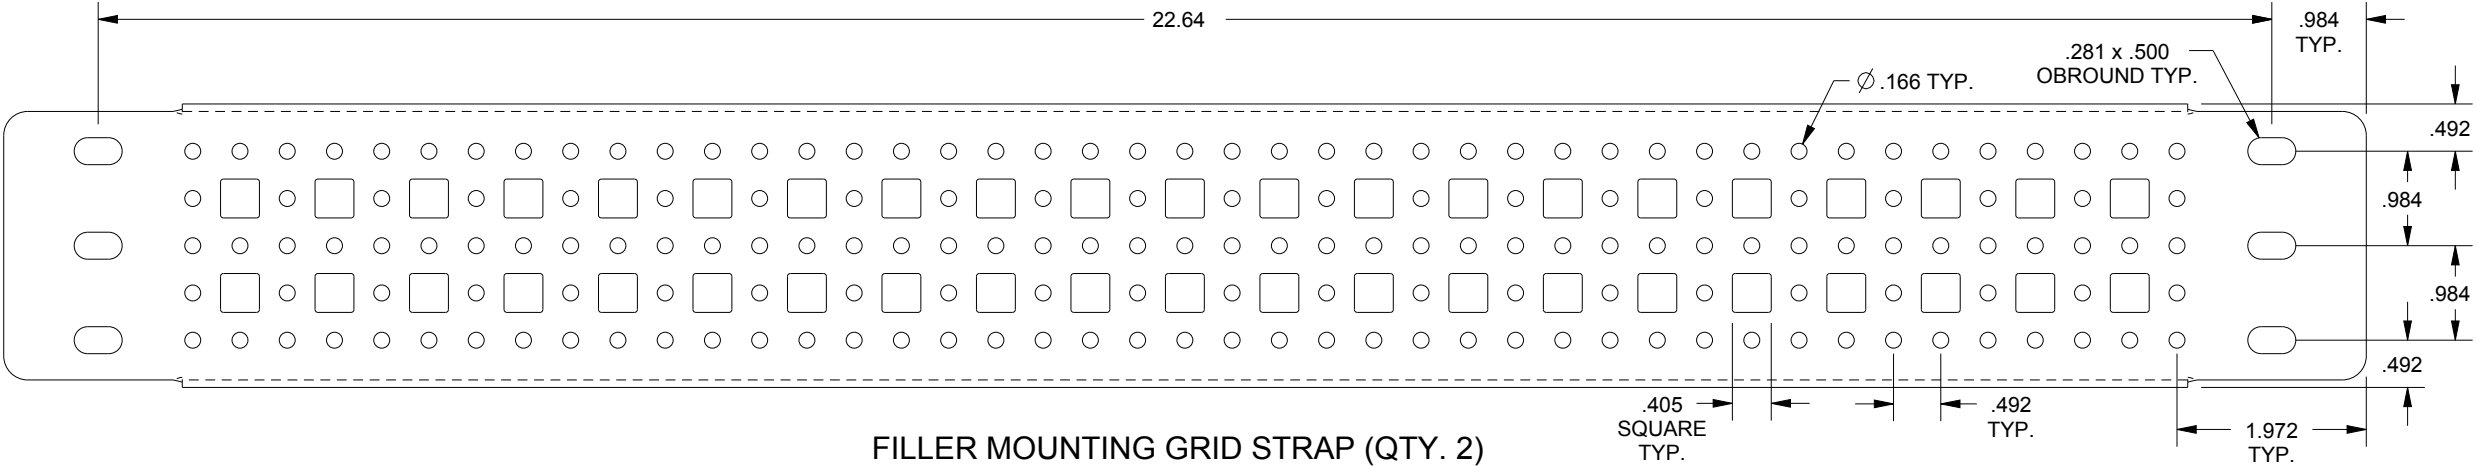 22.64
.984
TYP.
.281 x .500
OBROUND TYP.
⌀ .166 TYP.
.492
.984
.984
.492
.405
SQUARE
TYP.
.492
TYP.
1.972
TYP.
FILLER MOUNTING GRID STRAP (QTY. 2)